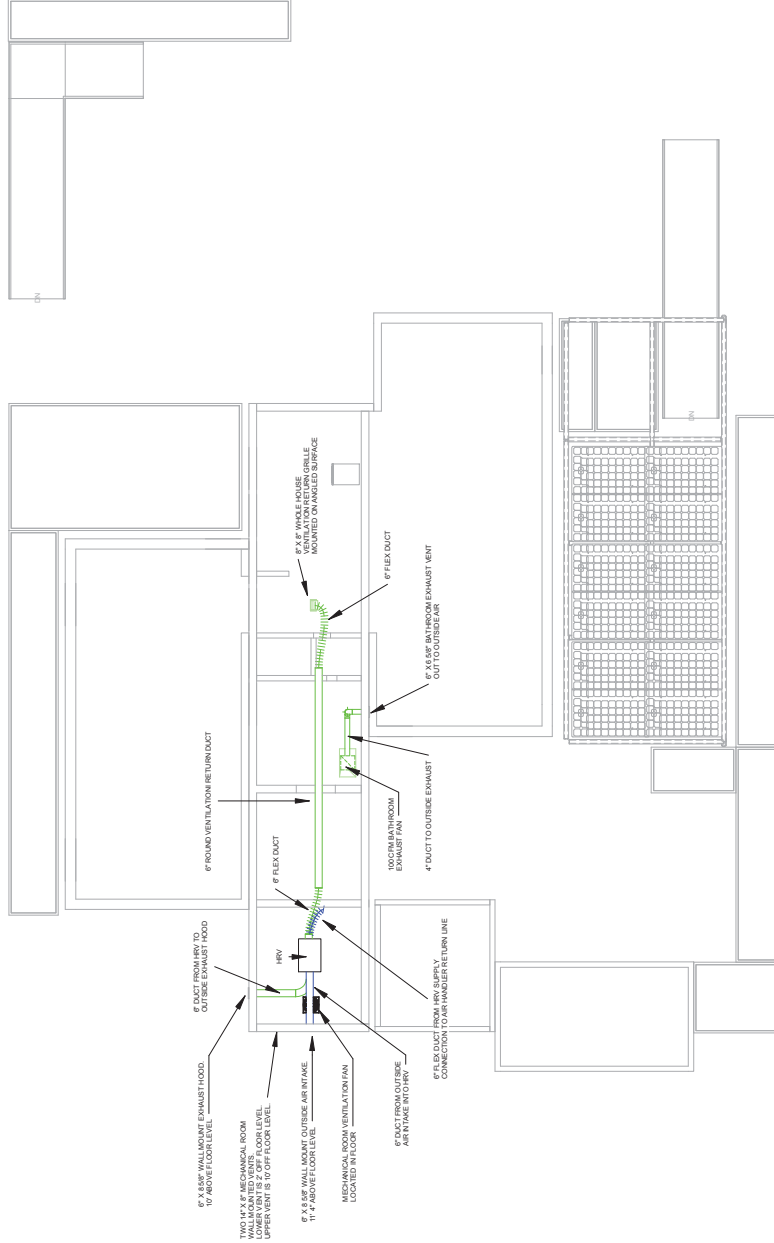 DN
6" X 8 5/8" WALL MOUNT EXHAUST HOOD.
10' ABOVE FLOOR LEVEL
6" DUCT FROM HRV TO
OUTSIDE EXHAUST HOOD
6" ROUND VENTILATIONI RETURN DUCT
TWO 14" X 8" MECHANICAL ROOM
WALL MOUNTED VENTS.
LOWER VENT IS 2' OFF FLOOR LEVEL.
UPPER VENT IS 10' OFF FLOOR LEVEL.
HRV
6" FLEX DUCT
8" X 8" WHOLE HOUSE
VENTILATION RETURN GRILLE
MOUNTED ON ANGLED SURFACE
6" X 8 5/8" WALL MOUNT OUTSIDE AIR INTAKE.
11' 4" ABOVE FLOOR LEVEL
MECHANICAL ROOM VENTILATION FAN
LOCATED IN FLOOR
6" DUCT FROM OUTSIDE
AIR INTAKE INTO HRV
100 CFM BATHROOM
EXHAUST FAN
6" FLEX DUCT
6" FLEX DUCT FROM HRV SUPPLY
CONNECTION TO AIR HANDLER RETURN LINE
4" DUCT TO OUTSIDE EXHAUST
6" X 6 5/8" BATHROOM EXHAUST VENT
OUT TO OUTSIDE AIR
DN